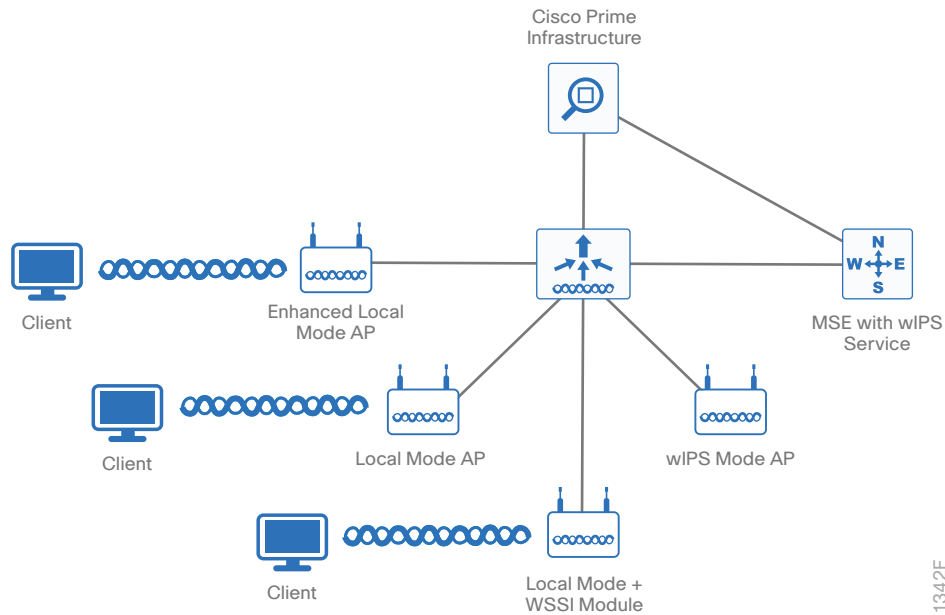 Cisco Prime
Infrastructure
N
W E
S
Client
Enhanced Local
Mode AP
MSE with wIPS
Service
Client
Local Mode AP
wIPS Mode AP
Client
Local Mode +
WSSI Module
1342F